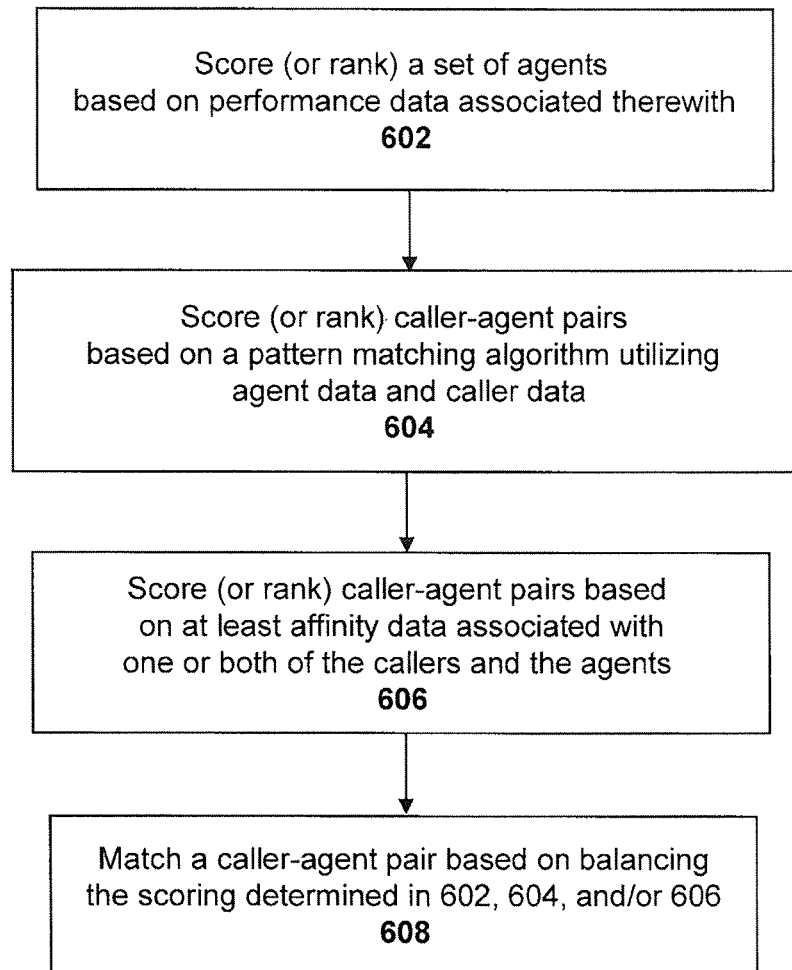 Score (or rank) a set of agents
based on performance data associated therewith
602
Score (or rank) caller-agent pairs
based on a pattern matching algorithm utilizing
agent data and caller data
604
Score (or rank) caller-agent pairs based
on at least affinity data associated with
one or both of the callers and the agents
606
Match a caller-agent pair based on balancing
the scoring determined in 602, 604, and/or 606
608